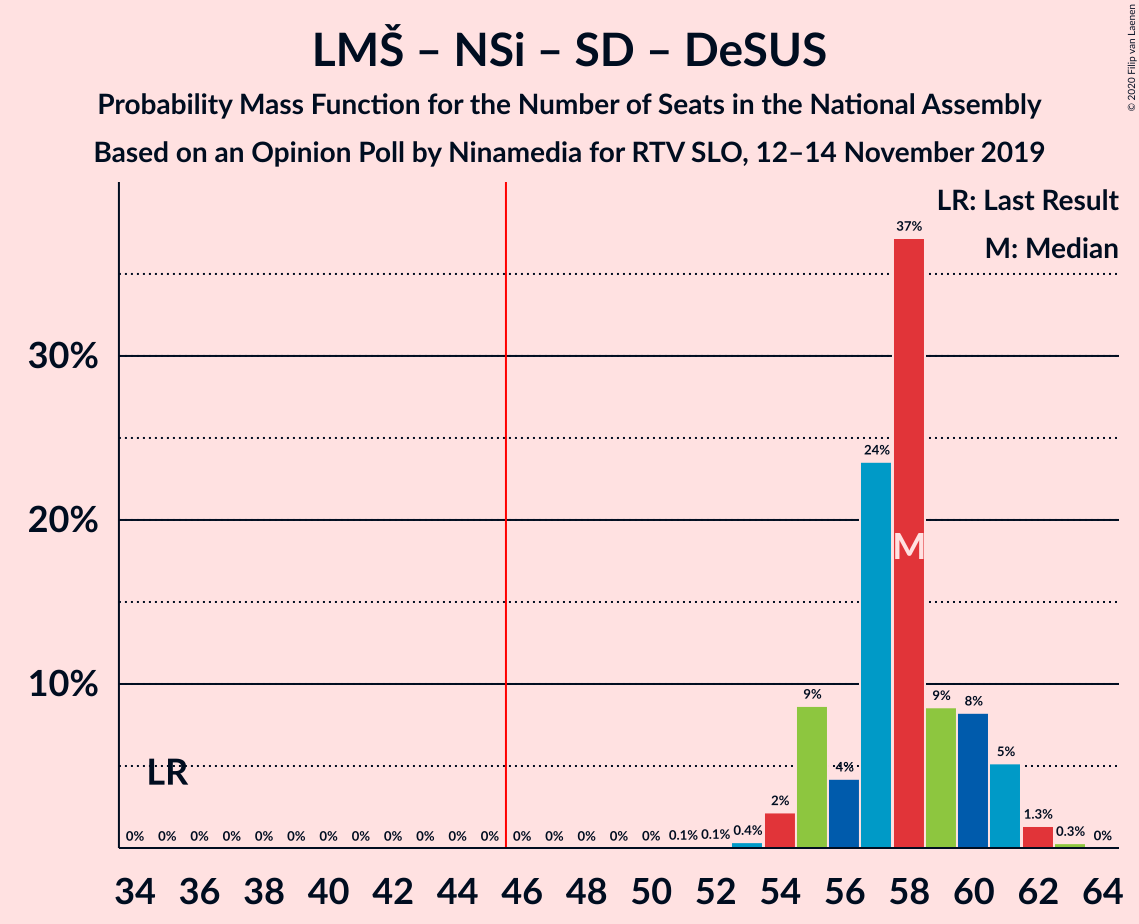 LMŠ – NSi – SD – DeSUS
Probability Mass Function for the Number of Seats in the National Assembly
Based on an Opinion Poll by Ninamedia for RTV SLO, 12–14 November 2019
© 2020 Filip van Laenen
LR: Last Result
M: Median
37%
30%
24%
20%
M
10%
9%
9%
8%
LR
4%
5%
2%
1.3%
0% 0% 0% 0% 0% 0% 0% 0% 0% 0% 0% 0% 0% 0% 0% 0% 0% 0.1% 0.1% 0.4% 0.3% 0%
34 36 38 40 42 44 46 48 50 52 54 56 58 60 62 64